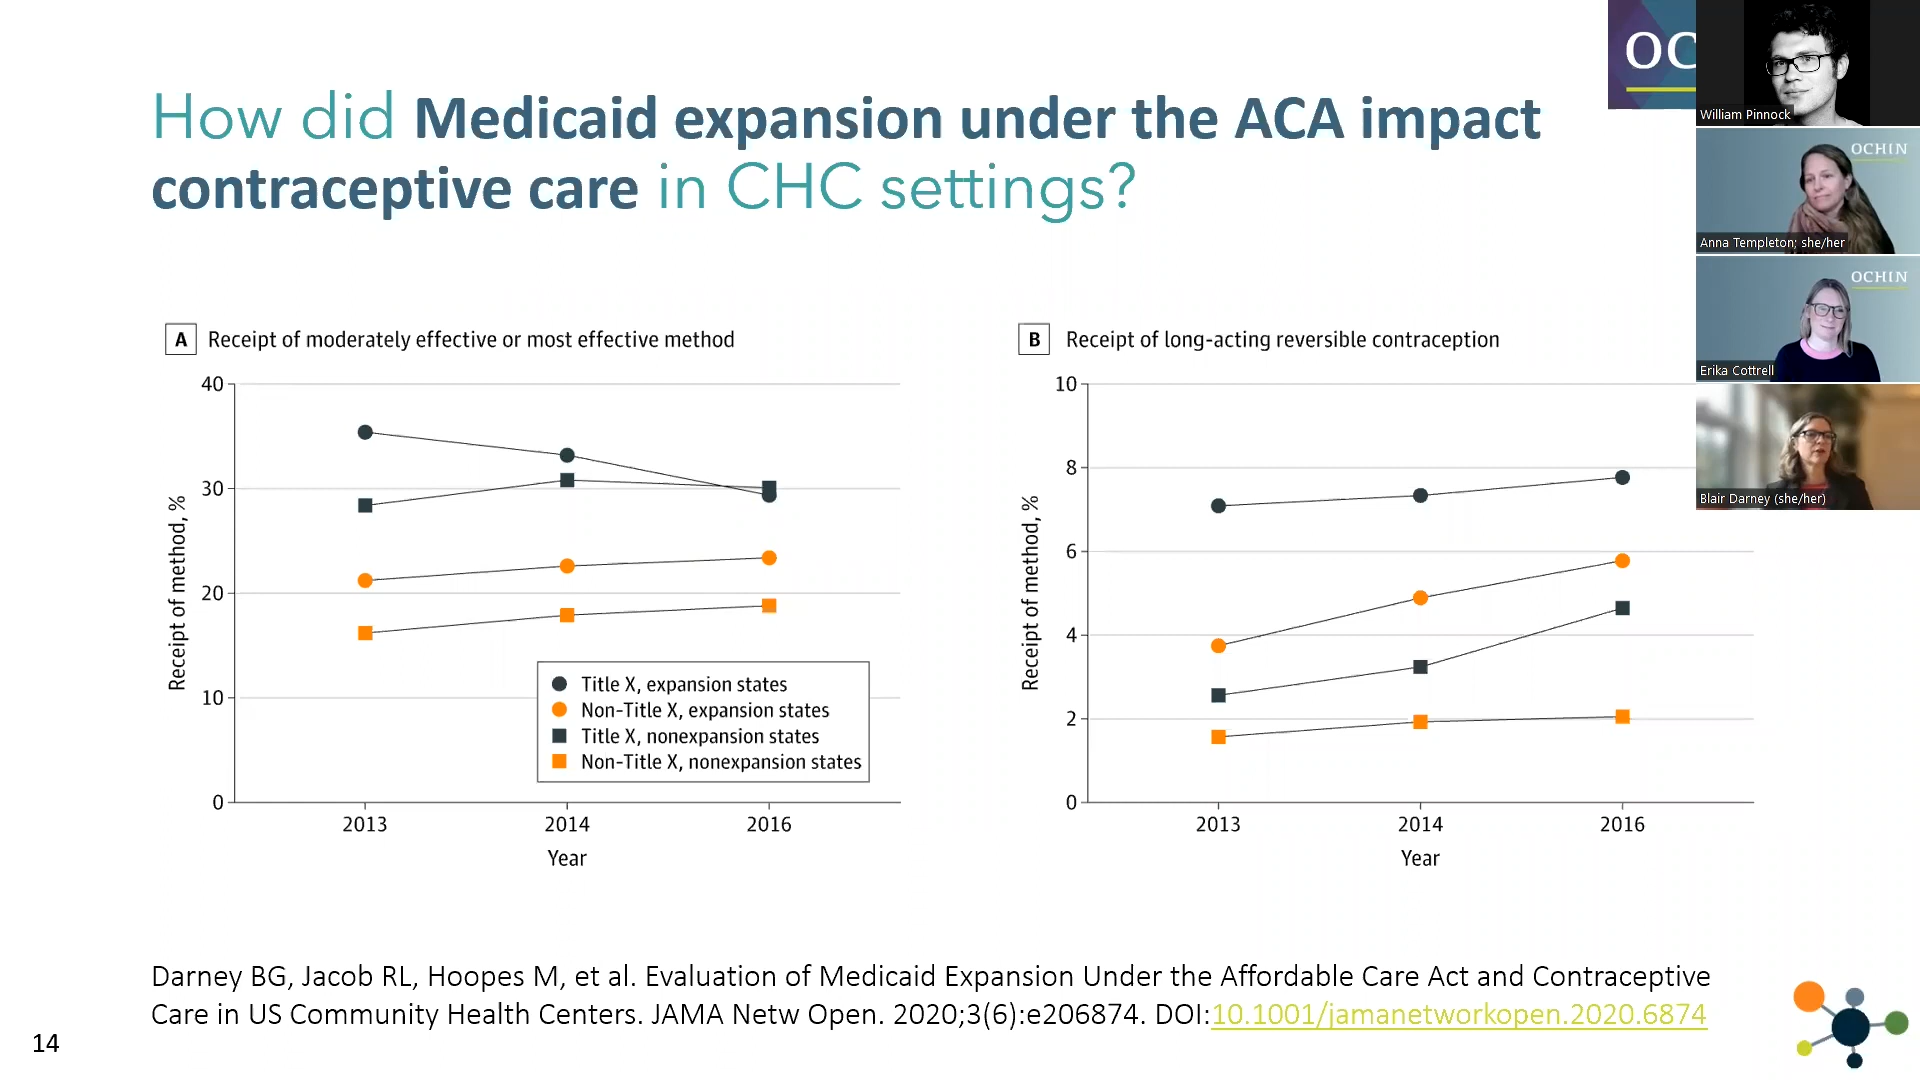 How did Medicaid expansion under the ACA impact
contraceptive care in CHC settings?
OC
William Pinnock
OCHIN
Anna Templeton; she/her
OCHIN
Erika Cottrell
Blair Darney (she/her)
A Receipt of moderately effective or most effective method
Receipt of method, %
40
30
20
10
0
Title X, expansion states
Non-Title X, expansion states
Title X, nonexpansion states
Non-Title X, nonexpansion states
2013 2014 2016
Year
B Receipt of long-acting reversible contraception
Receipt of method, %
10
8
6
4
2
0
2013 2014 2016
Year
Darney BG, Jacob RL, Hoopes M, et al. Evaluation of Medicaid Expansion Under the Affordable Care Act and Contraceptive
Care in US Community Health Centers. JAMA Netw Open. 2020;3(6):e206874. DOI:10.1001/jamanetworkopen.2020.6874
14